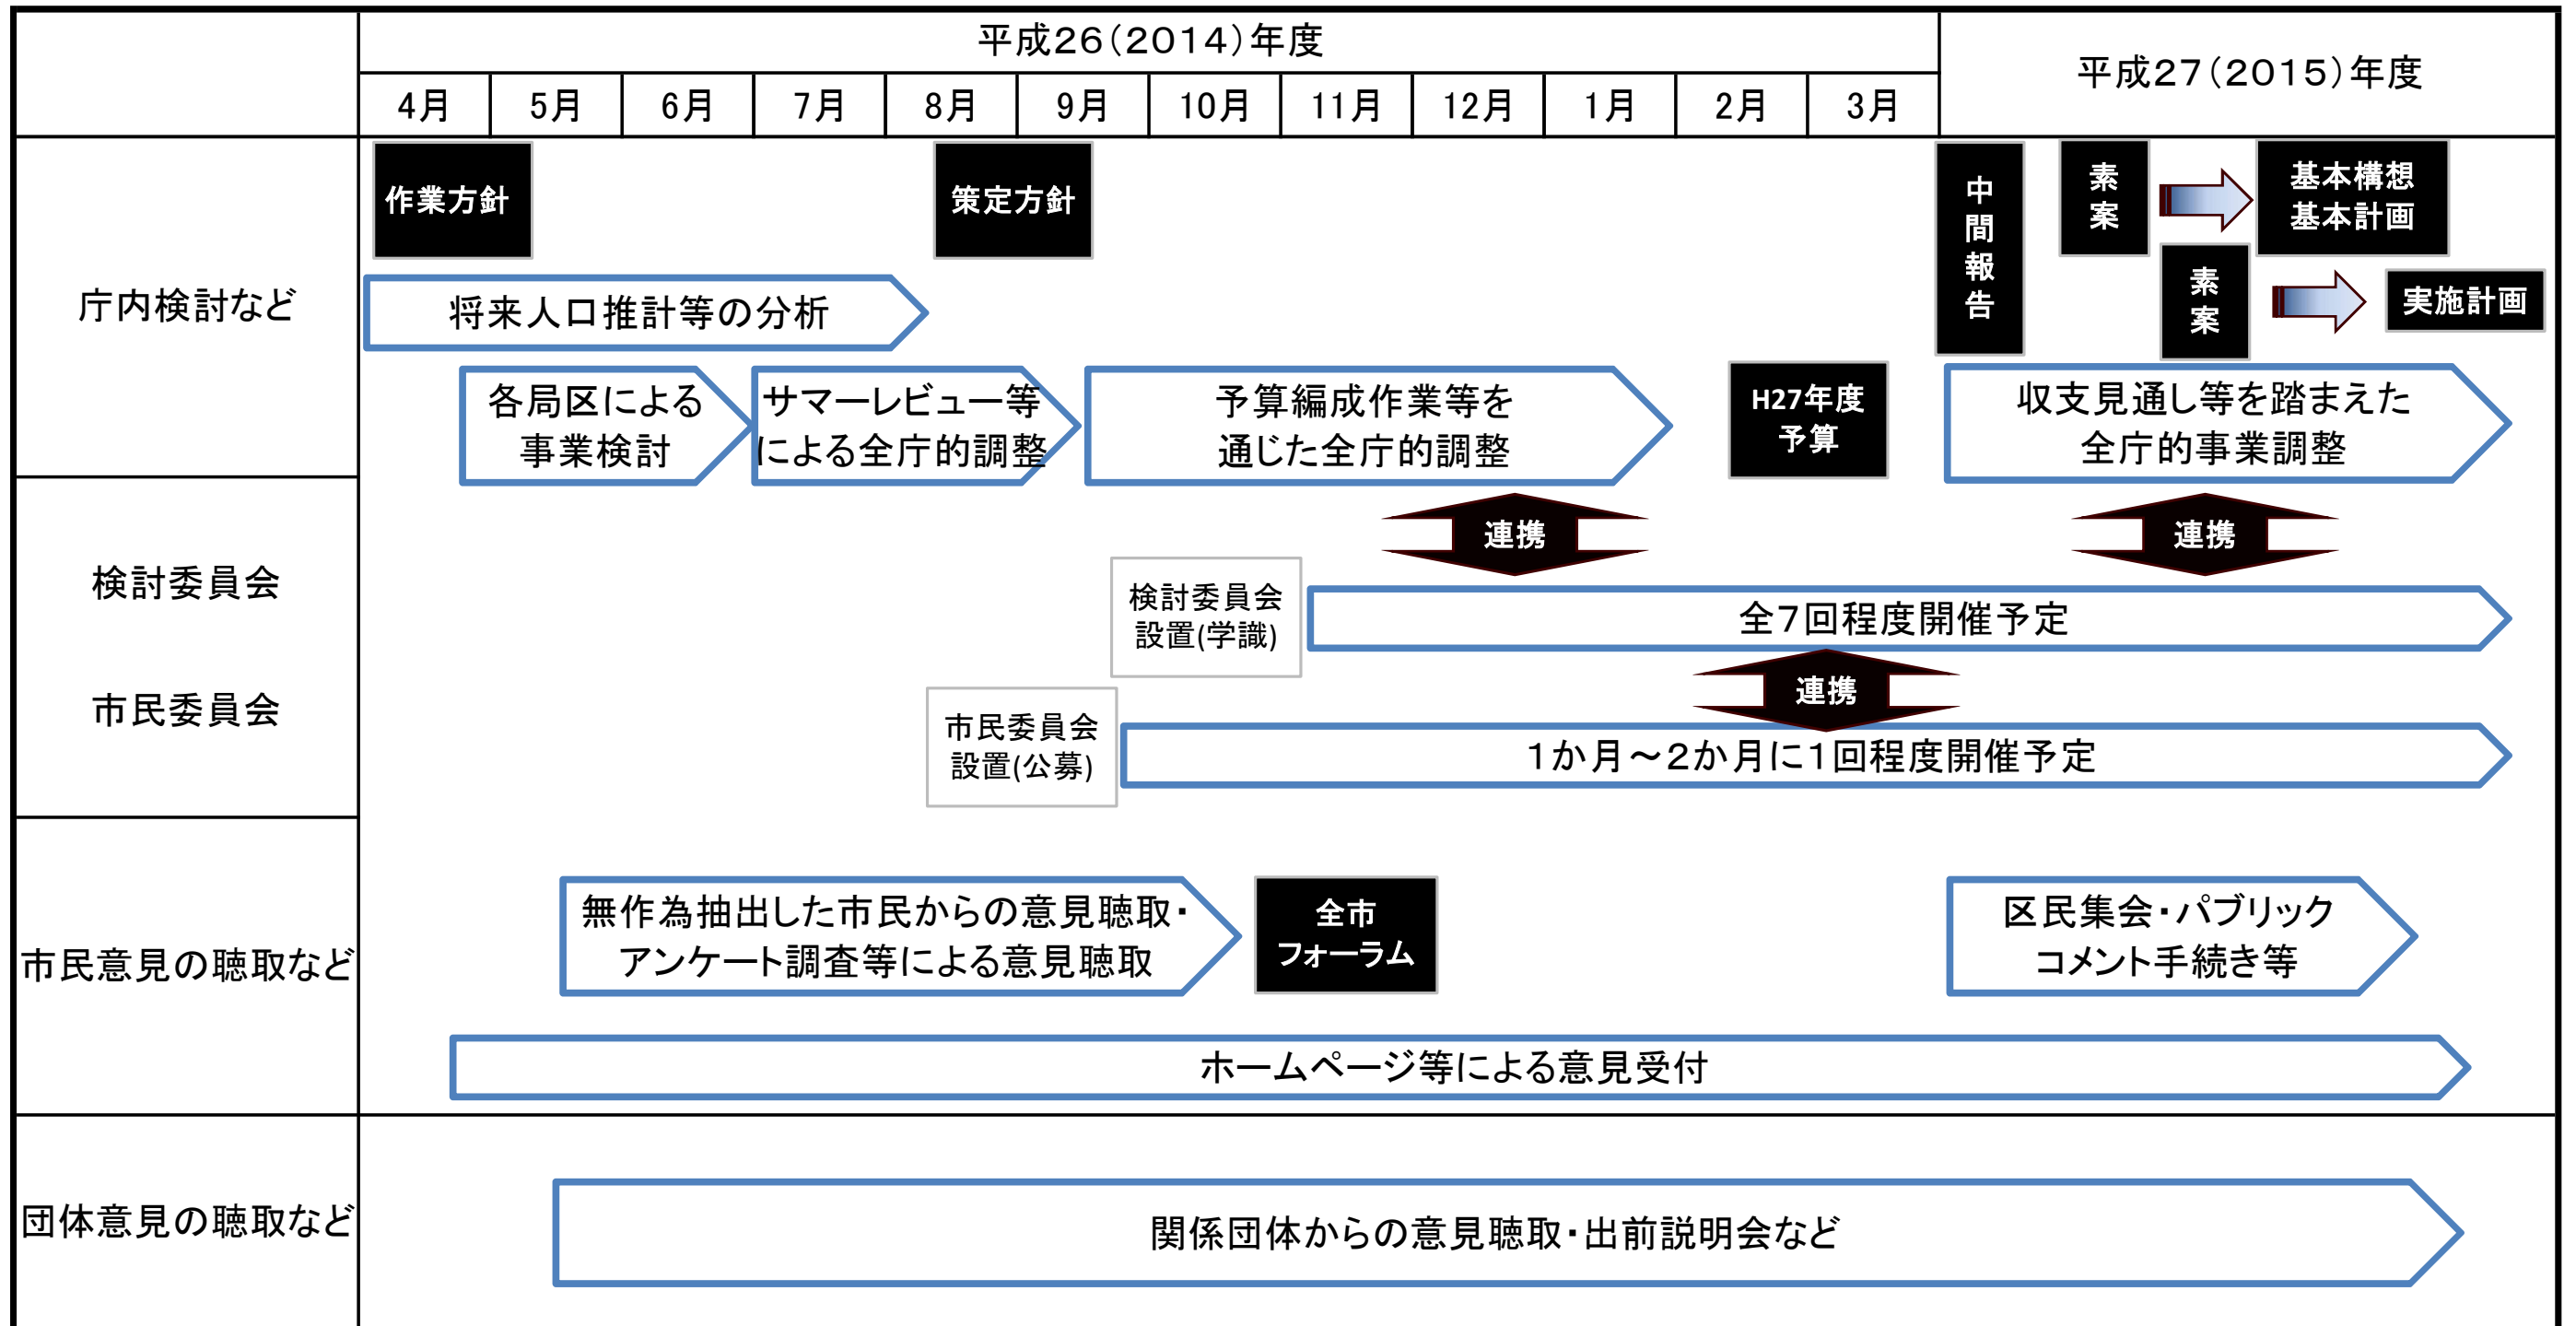 平成26(2014)年度
平成27(2015)年度
4月
5月
6月
7月
8月
9月
10月
11月
12月
1月
2月
3月
庁内検討など
作業方針
策定方針
中
間
報
告
素
案
基本構想
基本計画
素
案
実施計画
将来人口推計等の分析
各局区による
事業検討
サマーレビュー等
による全庁的調整
予算編成作業等を
通じた全庁的調整
H27年度
予算
収支見通し等を踏まえた
全庁的事業調整
連携
連携
検討委員会
検討委員会
設置(学識)
全7回程度開催予定
連携
市民委員会
市民委員会
設置(公募)
1か月～2か月に1回程度開催予定
市民意見の聴取など
無作為抽出した市民からの意見聴取・
アンケート調査等による意見聴取
全市
フォーラム
区民集会・パブリック
コメント手続き等
ホームページ等による意見受付
団体意見の聴取など
関係団体からの意見聴取・出前説明会など